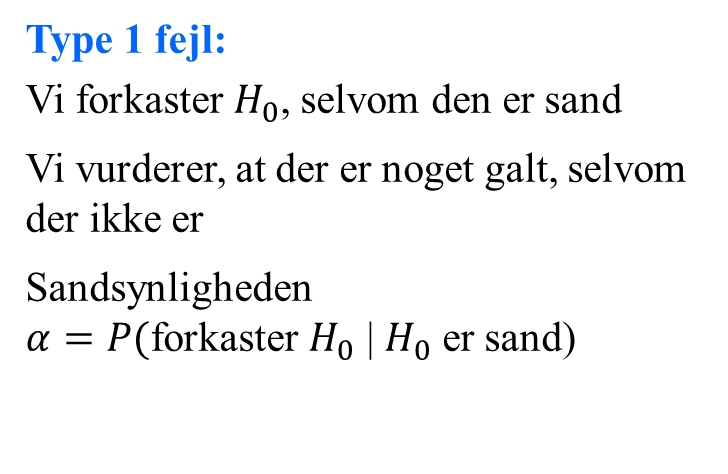 Type 1 fejl:
Vi forkaster H₀, selvom den er sand
Vi vurderer, at der er noget galt, selvom
der ikke er
Sandsynligheden
α = P(forkaster H₀ | H₀ er sand)